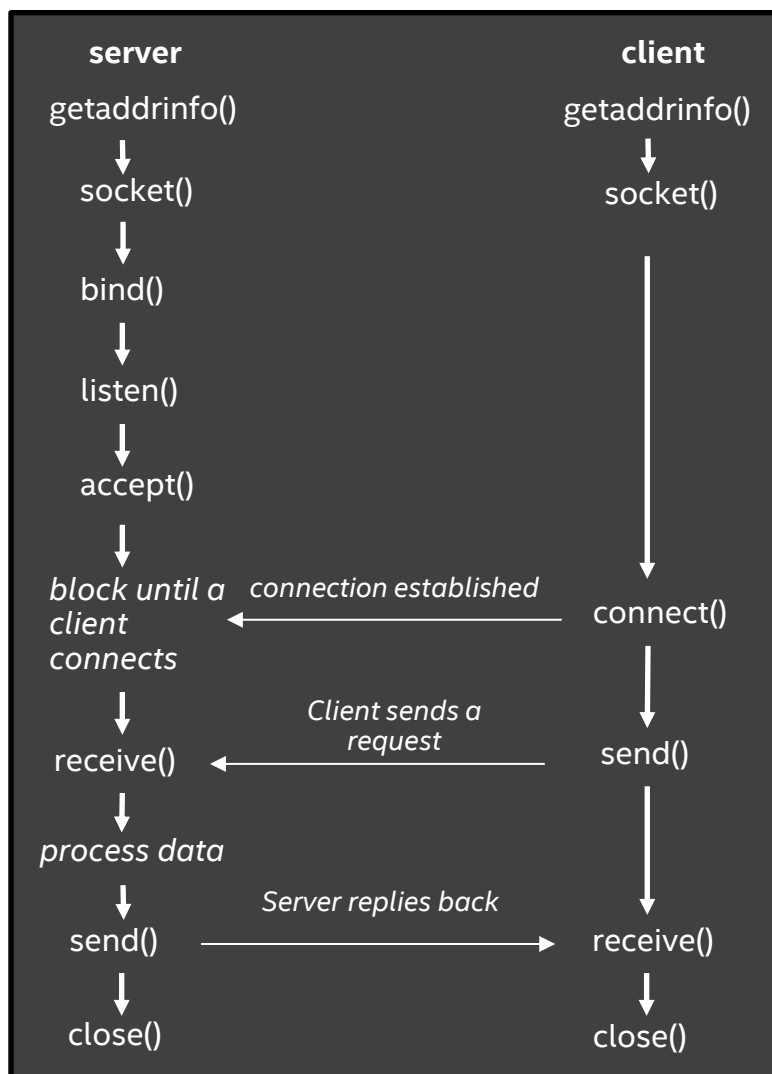 server
getaddrinfo()
socket()
bind()
listen()
accept()
block until a
client
connects
receive()
process data
send()
close()
connection established
Client sends a
request
Server replies back
client
getaddrinfo()
socket()
connect()
send()
receive()
close()